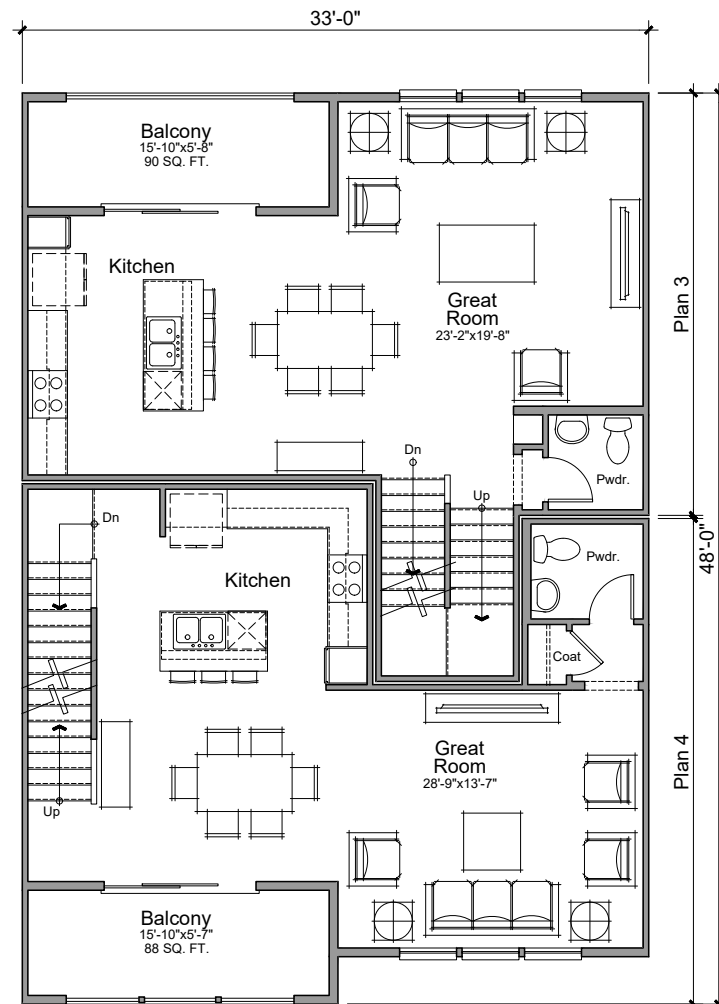 33'-0"
Balcony
15'-10"x5'-8"
90 SQ. FT.
Kitchen
Great
Room
23'-2"x19'-8"
Plan 3
Dn
Up
Pwdr.
48'-0"
Dn
Kitchen
Pwdr.
Coat
Great
Room
28'-9"x13'-7"
Plan 4
Up
Balcony
15'-10"x5'-7"
88 SQ. FT.